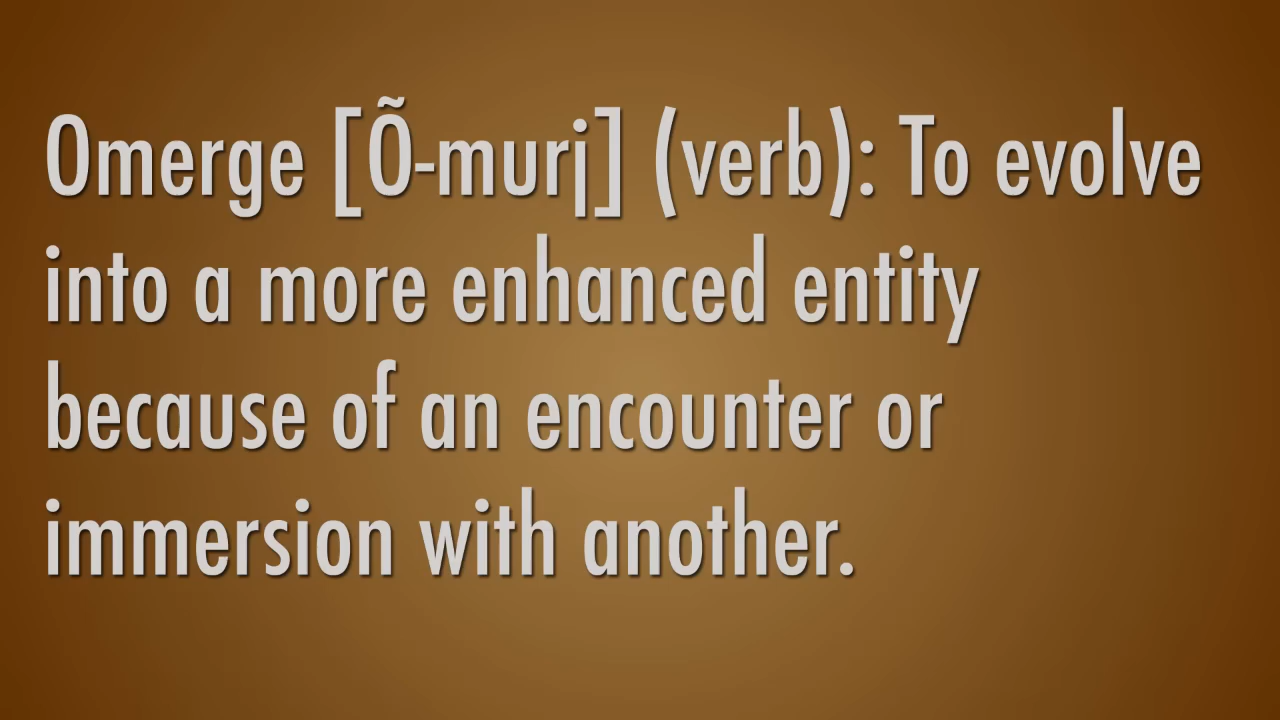 Omerge [Õ-murj] (verb): To evolve
into a more enhanced entity
because of an encounter or
immersion with another.